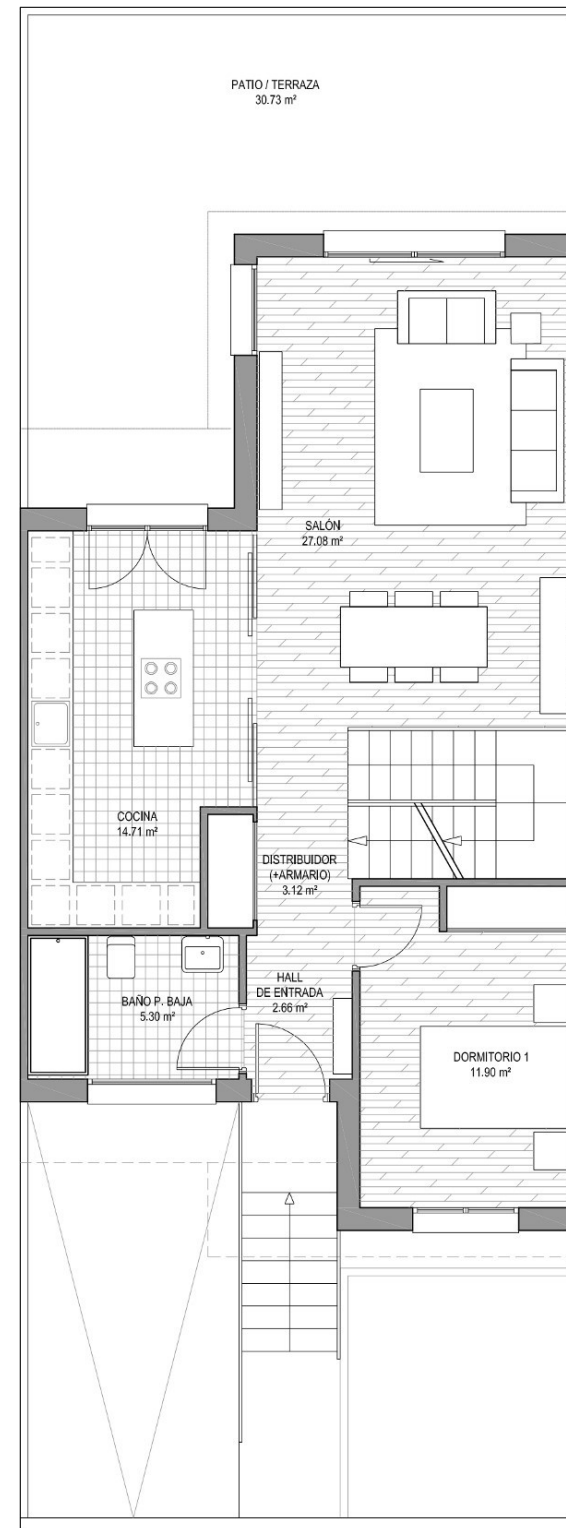 PATIO / TERRAZA
30.73 m²
SALÓN
27.08 m²
COCINA
14.71 m²
DISTRIBUIDOR
(+ARMARIO)
3.12 m²
HALL
DE ENTRADA
2.66 m²
BAÑO P. BAJA
5.30 m²
DORMITORIO 1
11.90 m²